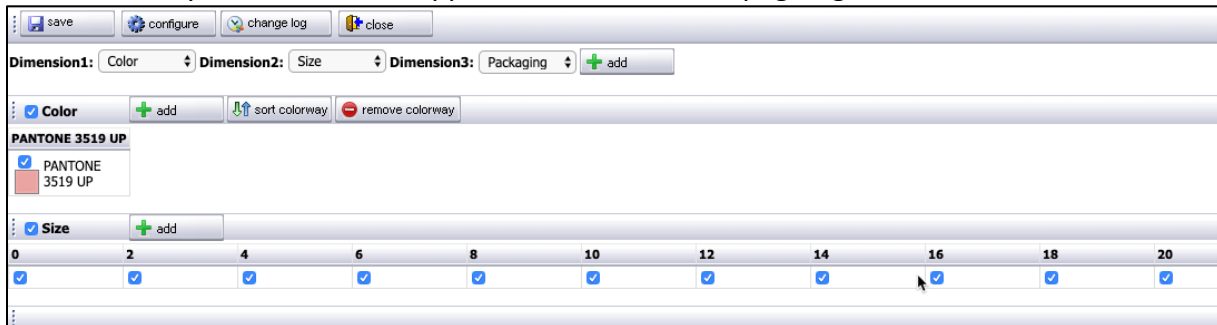 save configure change log close
Dimension1: Color Dimension2: Size Dimension3: Packaging add
Color add sort colorway remove colorway
PANTONE 3519 UP
PANTONE
3519 UP
Size add
0 2 4 6 8 10 12 14 16 18 20